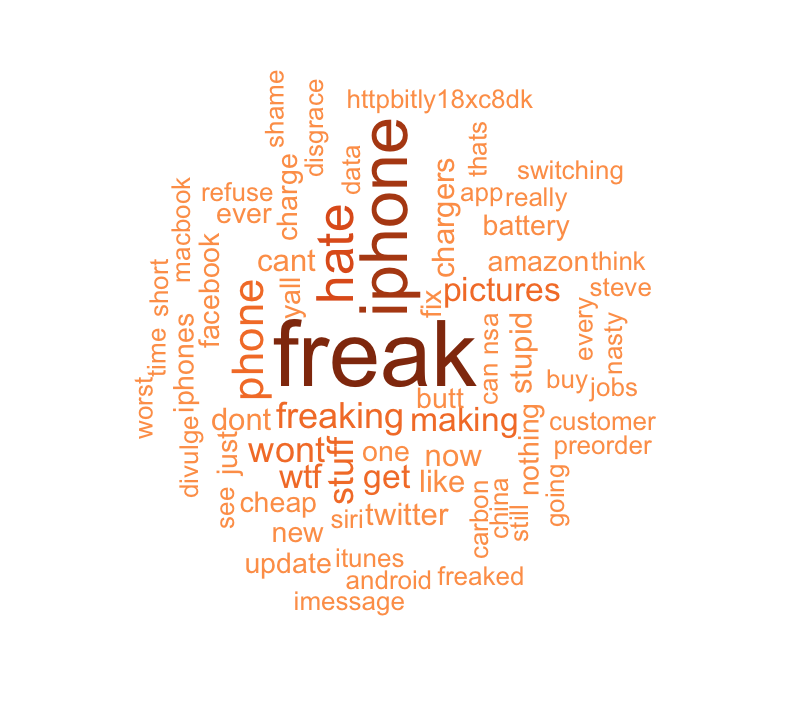 httpbitly18xc8dk
shame
disgrace
data
iphone
thats
switching
refuse
ever
charge
hate
chargers
app
really
battery
macbook
facebook
cant
yall
amazon
think
short
time
phone
fix
pictures
steve
iphones
freak
can
nsa
stupid
every
nasty
worst
butt
buy
jobs
divulge
dont
just
freaking
making
nothing
customer
preorder
wont
stuff
one
now
see
cheap
wtf
get
like
going
new
siri
twitter
carbon
china
still
update
itunes
android
freaked
imessage